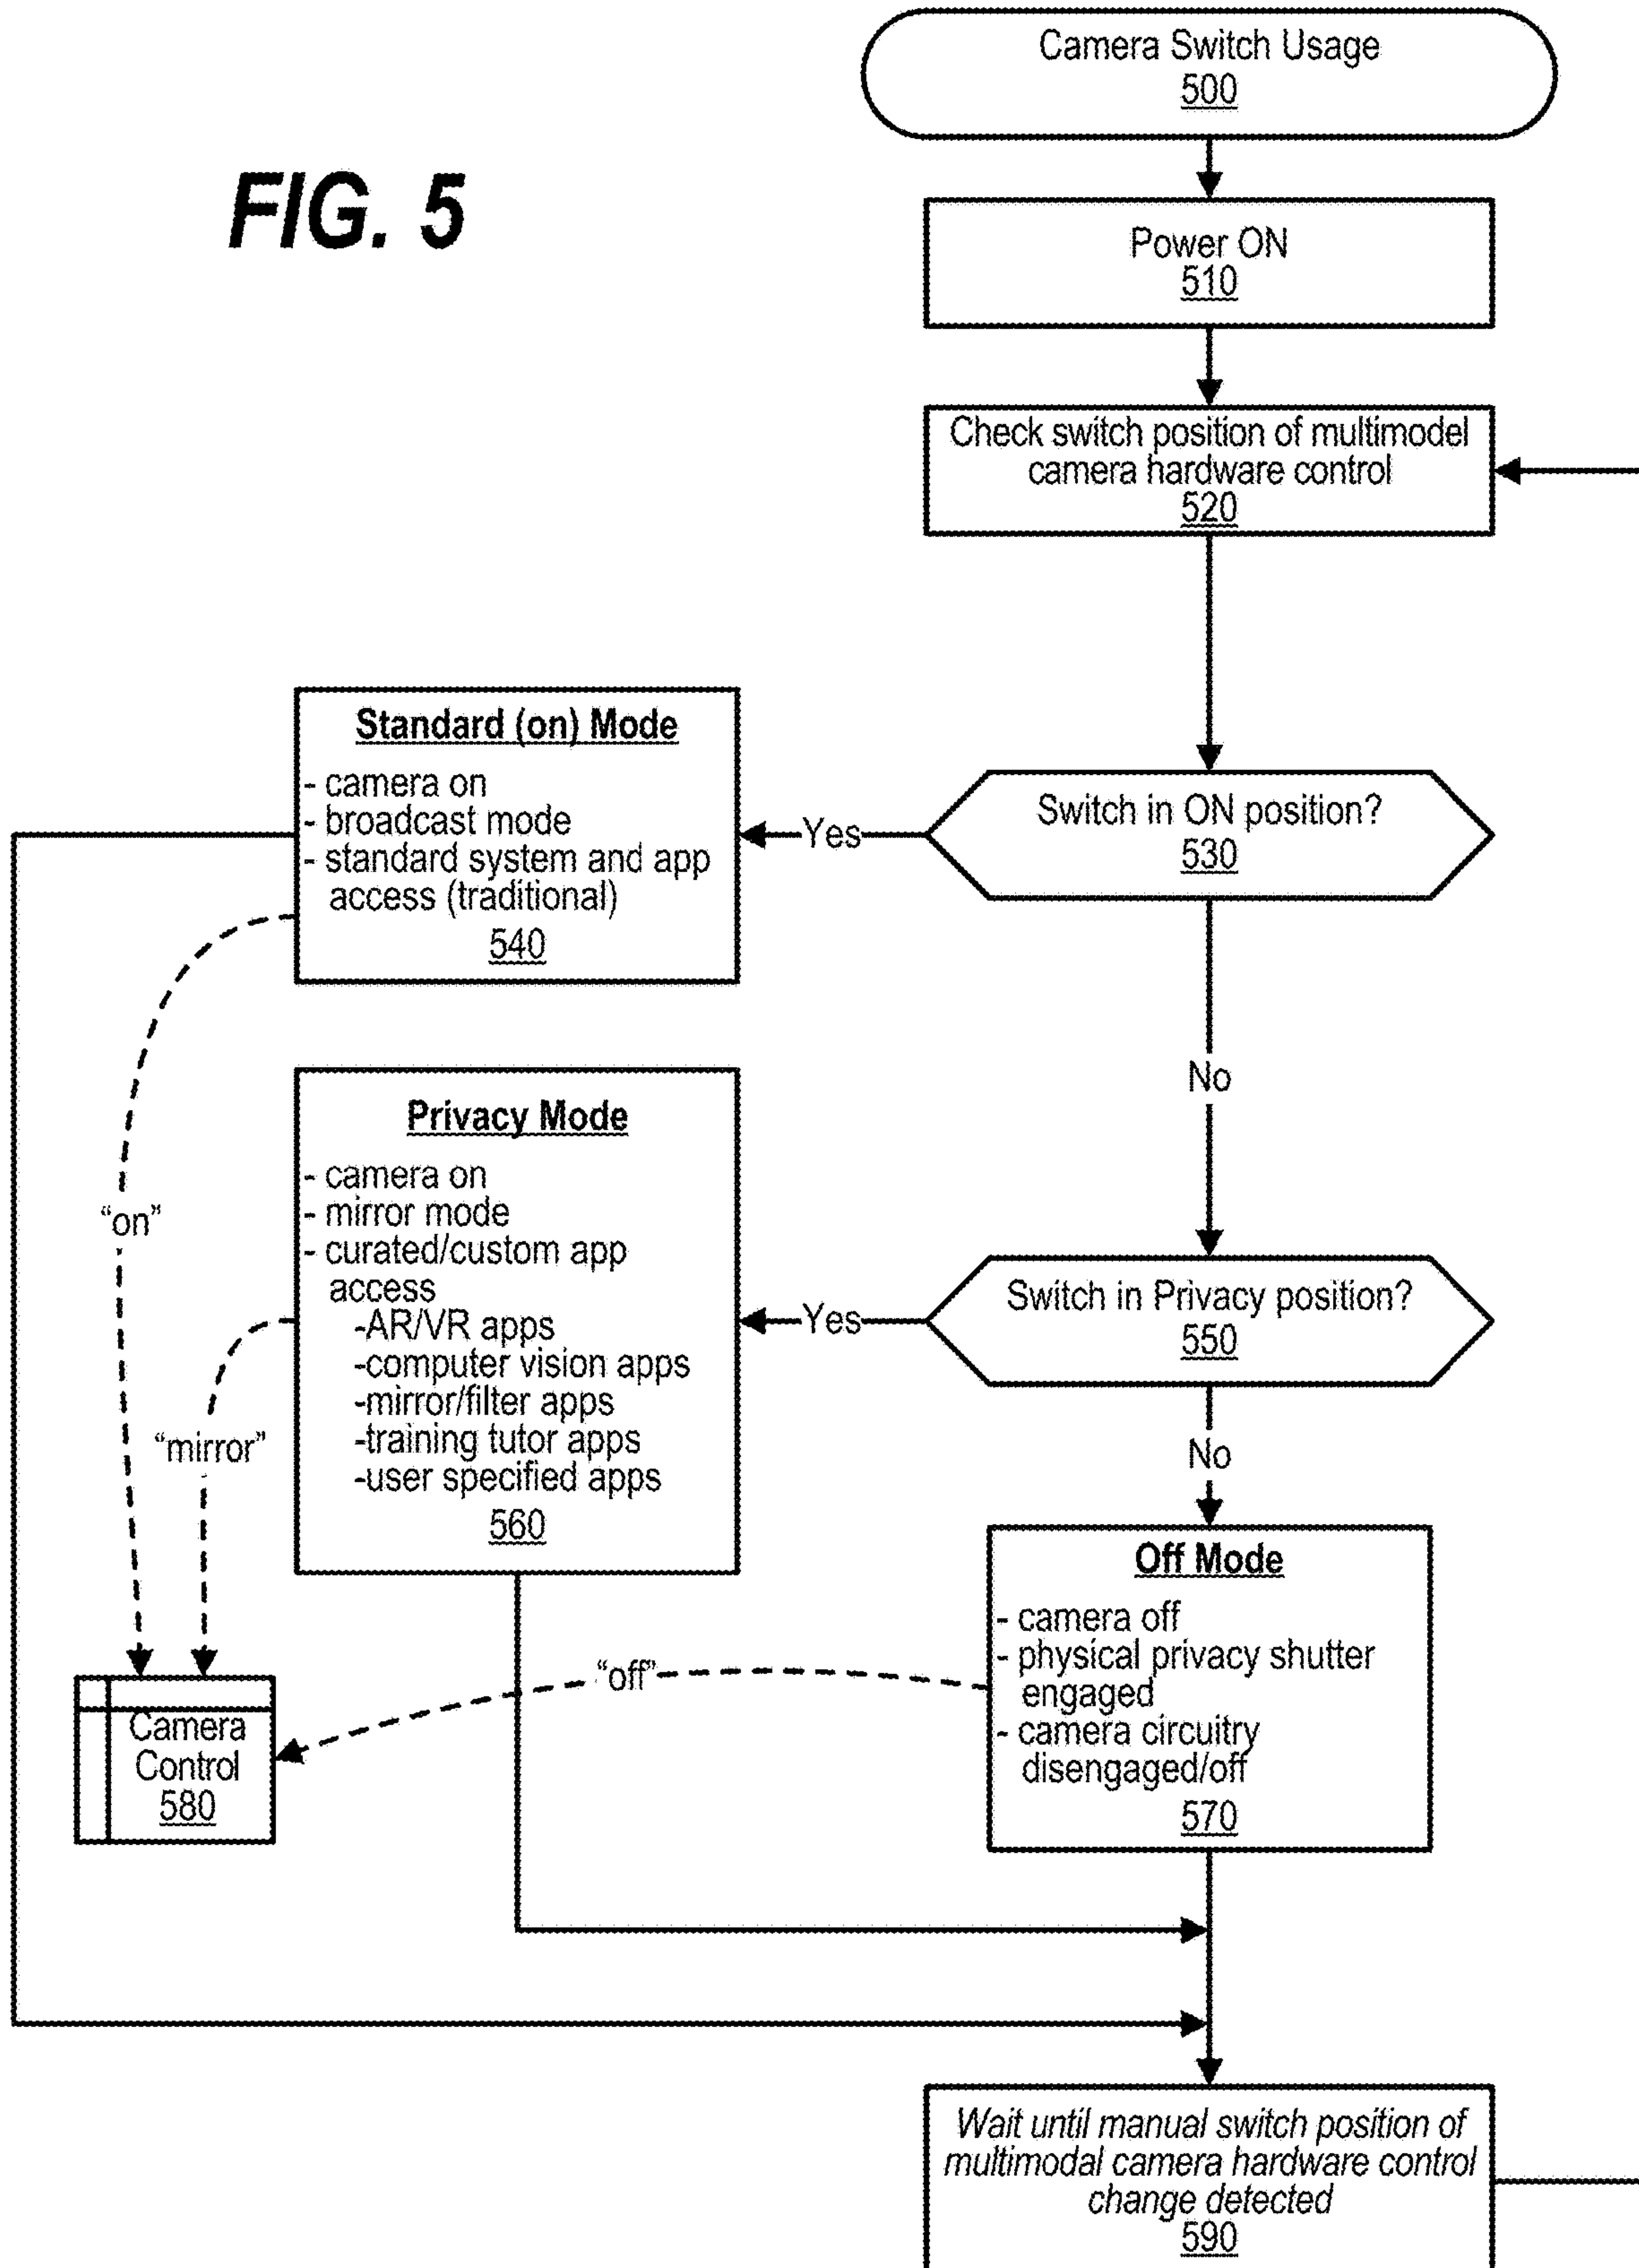 Camera Switch Usage
500
FIG. 5
Power ON
510
Check switch position of multimodel
camera hardware control
520
Switch in ON position?
530
Yes
Standard (on) Mode
- camera on
- broadcast mode
- standard system and app
access (traditional)
540
No
"on"
Switch in Privacy position?
550
Yes
Privacy Mode
- camera on
- mirror mode
- curated/custom app
access
-AR/VR apps
-computer vision apps
-mirror/filter apps
-training tutor apps
-user specified apps
560
"mirror"
No
Off Mode
- camera off
- physical privacy shutter
engaged
- camera circuitry
disengaged/off
570
"off"
Camera
Control
580
Wait until manual switch position of
multimodal camera hardware control
change detected
590